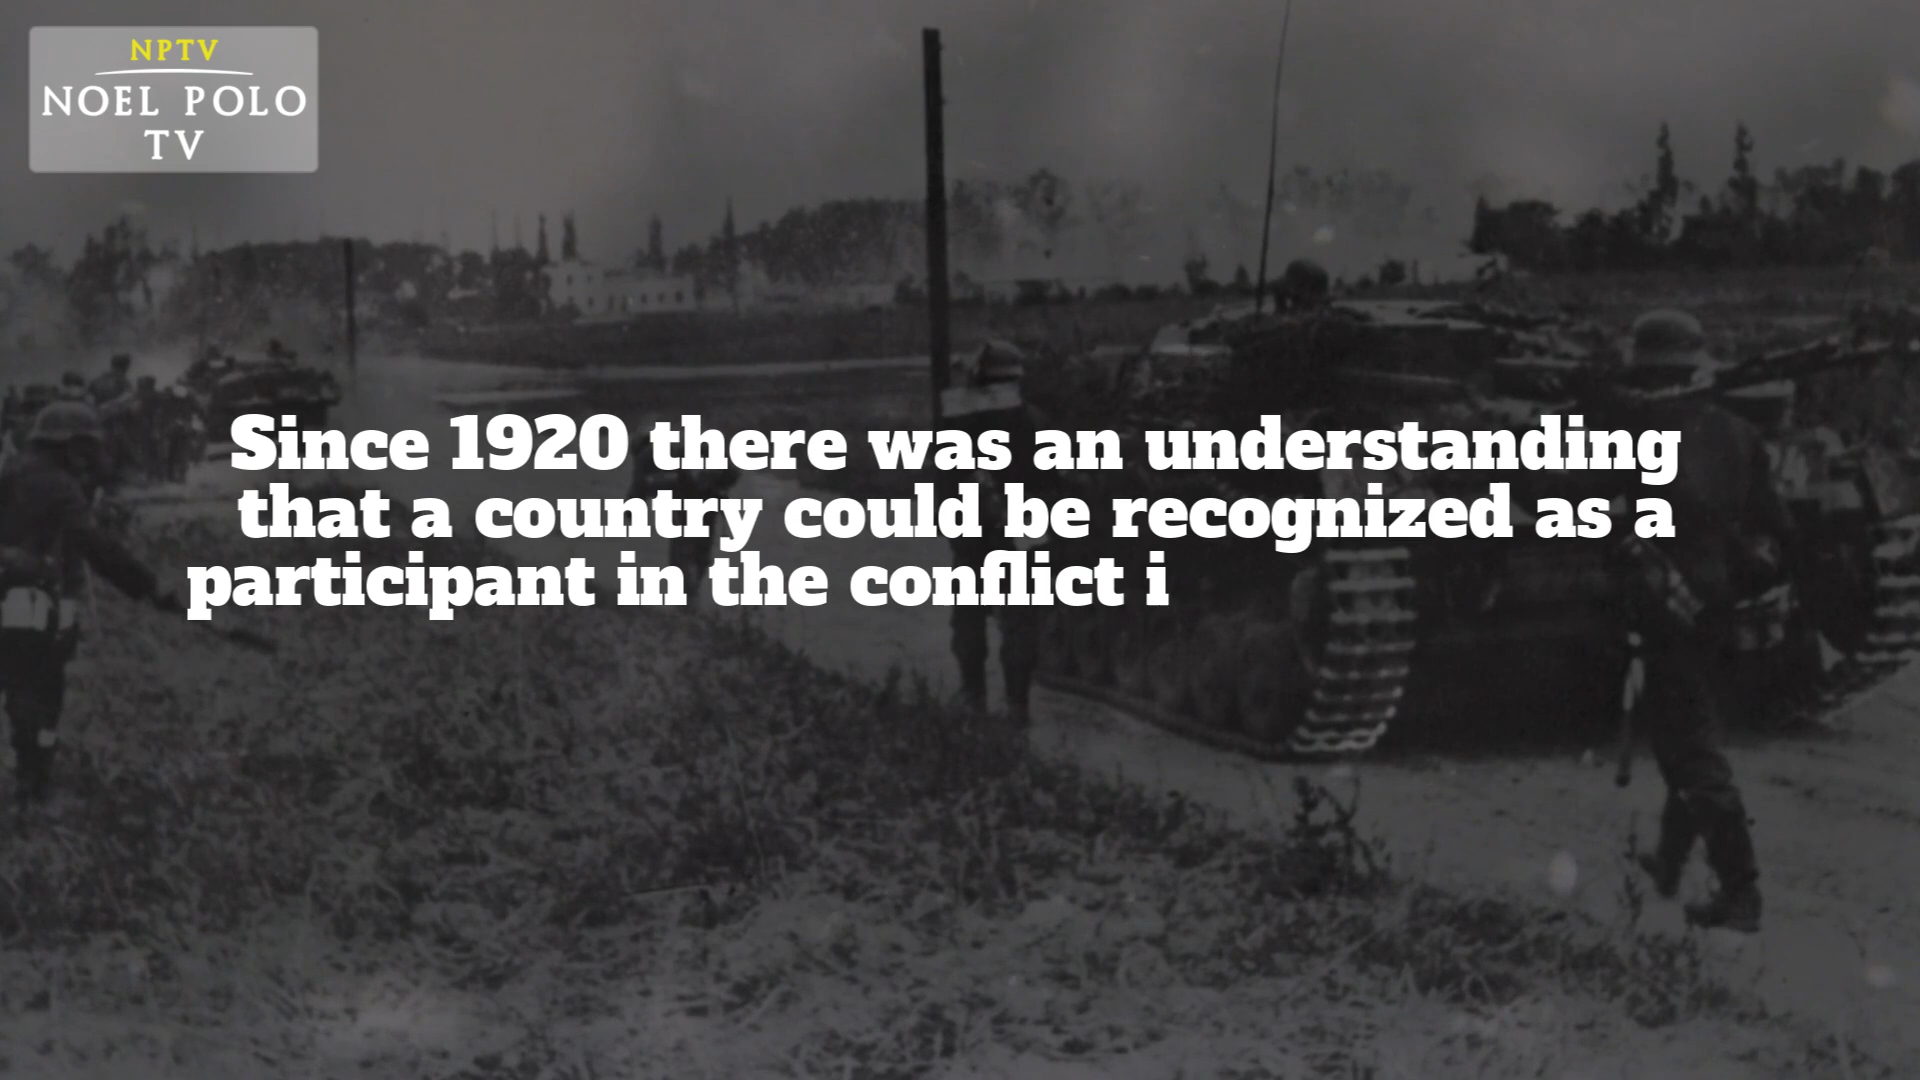 NPTV
NOEL POLO
TV
Since 1920 there was an understanding
that a country could be recognized as a
participant in the conflict i